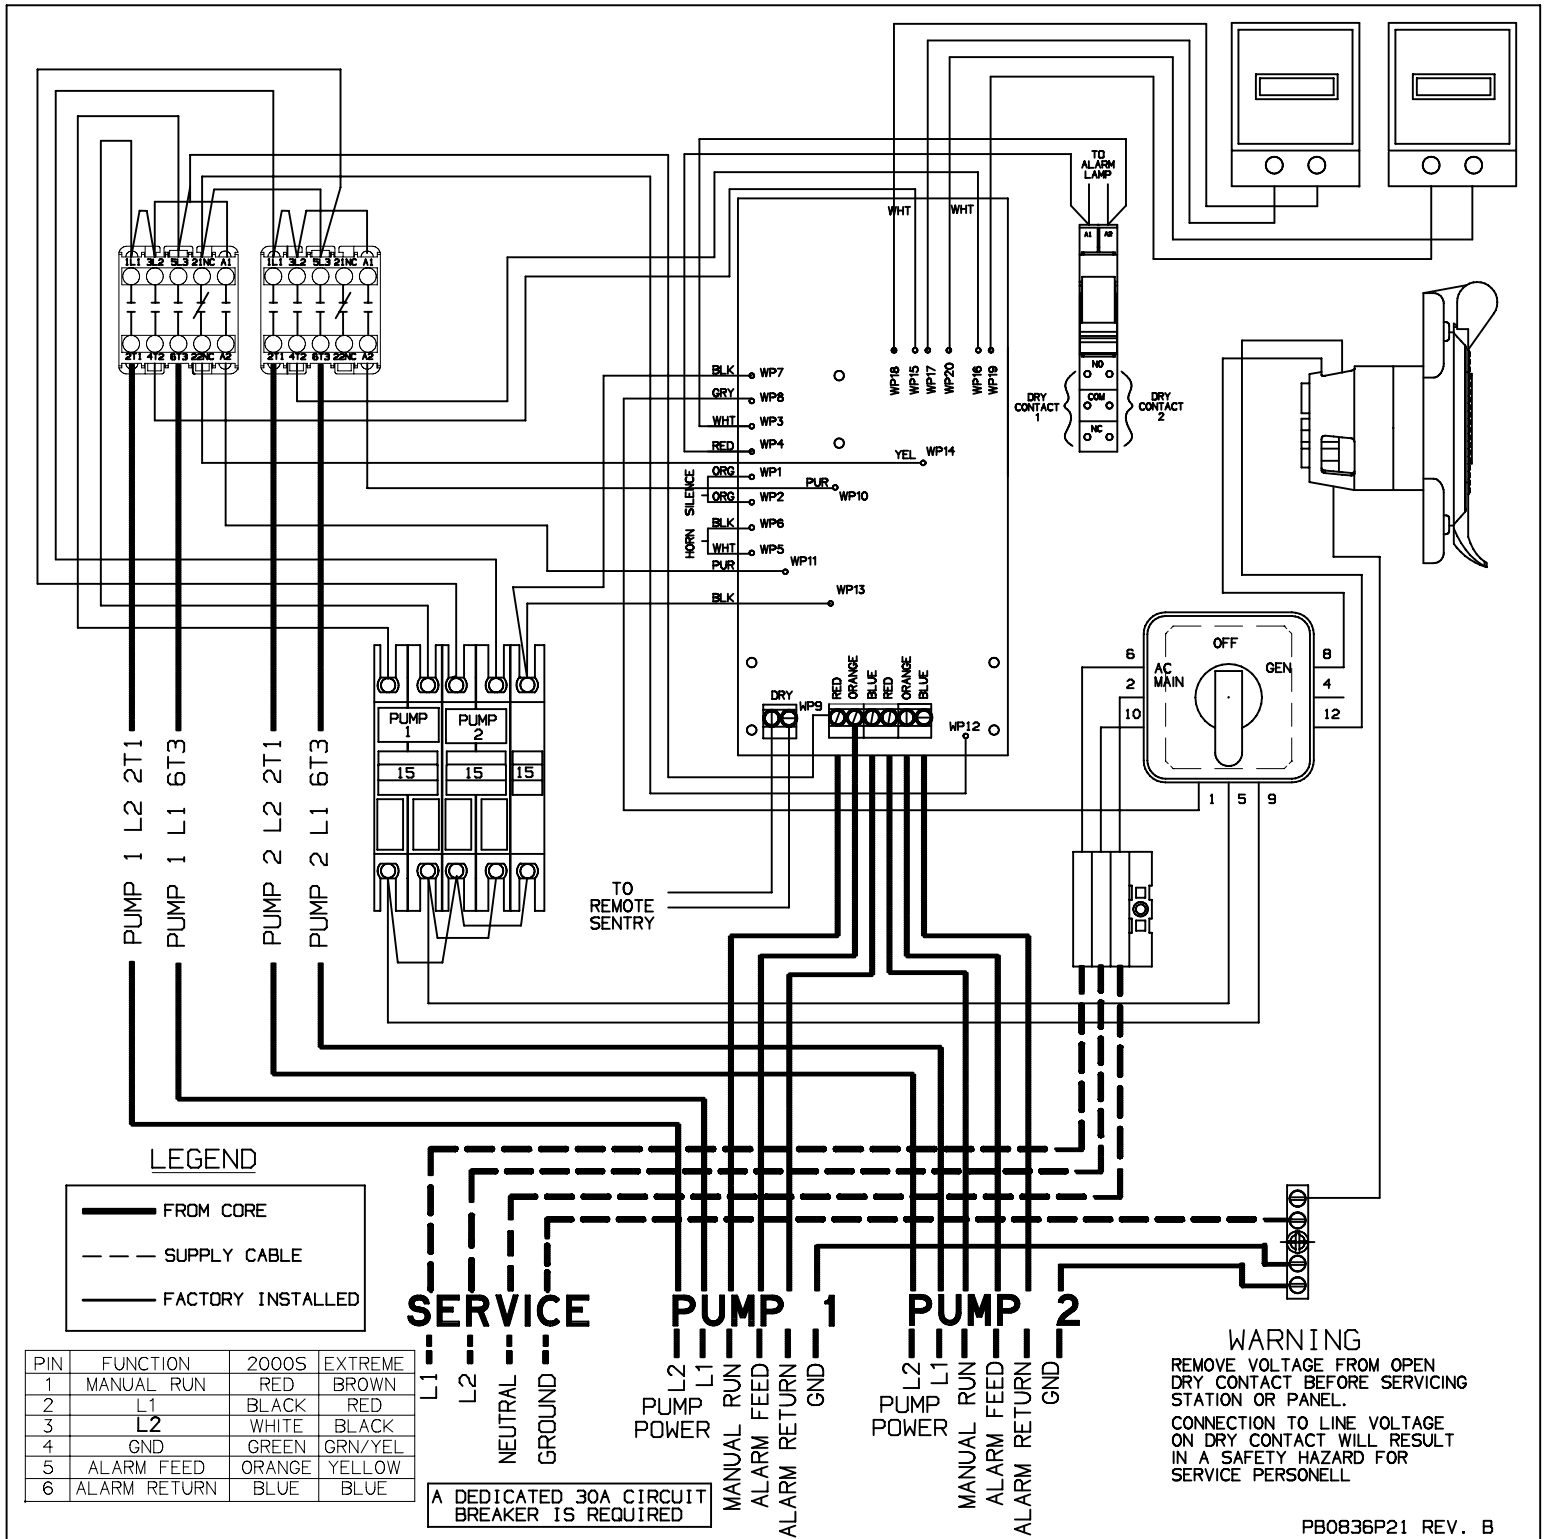 TO
ALARM
LAMP
WHT
WHT
A1 A2
1L1 3L2 5L3 21NC A1
1L1 3L2 5L3 21NC A1
2T1 4T2 6T3 22NC A2
2T1 4T2 6T3 22NC A2
WP18
WP15
WP17
WP20
WP16
WP19
NO
COM
NC
DRY
CONTACT
1
DRY
CONTACT
2
BLK WP7
GRY WP8
WHT WP3
RED WP4
ORG WP1
ORG WP2
BLK WP6
WHT WP5
HORN SILENCE
YEL WP14
PUR WP10
PUR WP11
BLK WP13
OFF
AC
MAIN
GEN
6
2
10
8
4
12
1 5 9
DRY
WP9
RED
ORANGE
BLUE
RED
ORANGE
BLUE
WP12
PUMP
1
PUMP
2
15
15
15
PUMP 1 L2 2T1
PUMP 1 L1 6T3
PUMP 2 L2 2T1
PUMP 2 L1 6T3
TO
REMOTE
SENTRY
LEGEND
FROM CORE
SUPPLY CABLE
FACTORY INSTALLED
SERVICE
PUMP 1
PUMP 2
L1
L2
NEUTRAL
GROUND
L2
L1
PUMP
POWER
MANUAL RUN
ALARM FEED
ALARM RETURN
GND
L2
L1
PUMP
POWER
MANUAL RUN
ALARM FEED
ALARM RETURN
GND
PIN FUNCTION 2000S EXTREME
1 MANUAL RUN RED BROWN
2 L1 BLACK RED
3 L2 WHITE BLACK
4 GND GREEN GRN/YEL
5 ALARM FEED ORANGE YELLOW
6 ALARM RETURN BLUE BLUE
A DEDICATED 30A CIRCUIT
BREAKER IS REQUIRED
WARNING
REMOVE VOLTAGE FROM OPEN
DRY CONTACT BEFORE SERVICING
STATION OR PANEL.
CONNECTION TO LINE VOLTAGE
ON DRY CONTACT WILL RESULT
IN A SAFETY HAZARD FOR
SERVICE PERSONELL
PB0836P21 REV. B